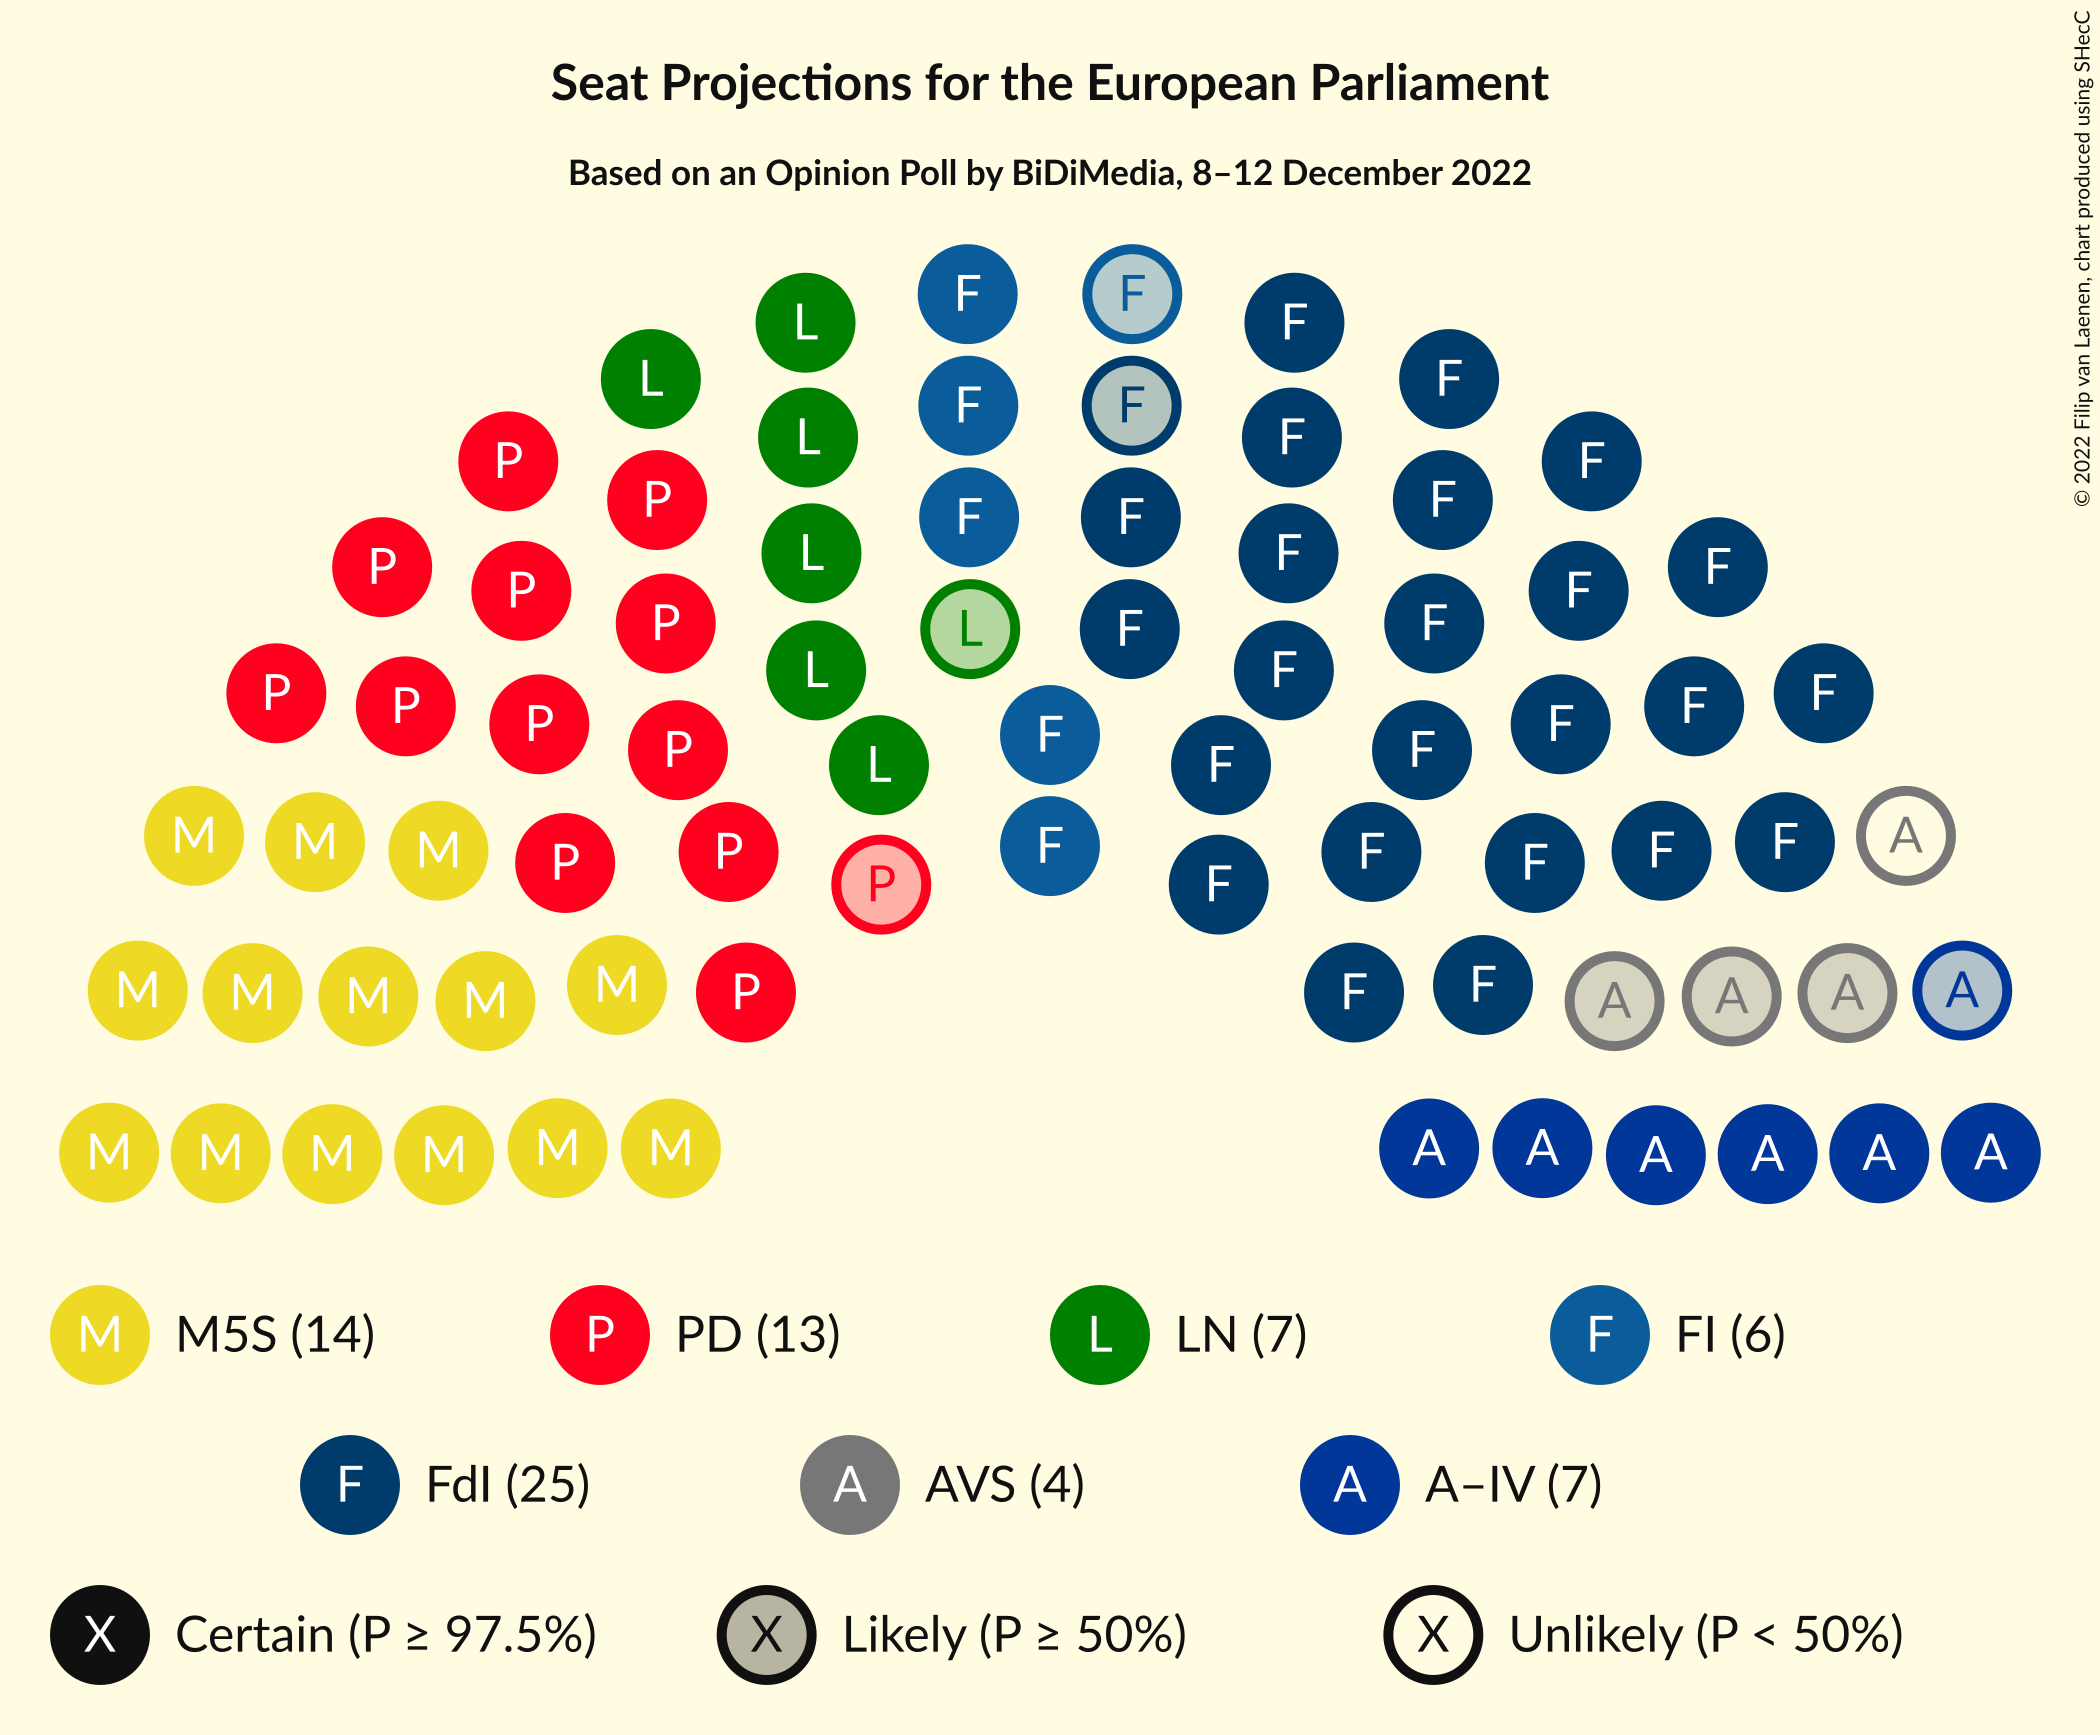 Seat Projections for the European Parliament
Based on an Opinion Poll by BiDiMedia, 8–12 December 2022
© 2022 Filip van Laenen, chart produced using SHecC
F F
L F F
L F
F F
L F
P F
P P F
L F
P F
P F F
P F
P L F
P L F F
P P F F
P P L F F F
M M M P P P F F F F F F A
M M M M M P F F A A A A
M M M M M M A A A A A A
M M5S (14) P PD (13) L LN (7) F FI (6)
F FdI (25) A AVS (4) A A–IV (7)
X Certain (P ≥ 97.5%) X Likely (P ≥ 50%) X Unlikely (P < 50%)